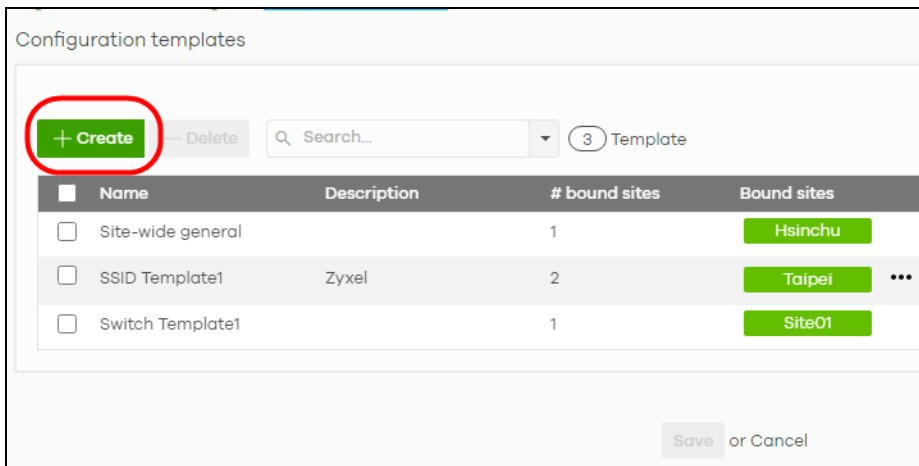 Configuration templates
+ Create — Delete Search... 3 Template
Name Description # bound sites Bound sites
Site-wide general 1 Hsinchu
SSID Template1 Zyxel 2 Taipei •••
Switch Template1 1 Site01
Save or Cancel